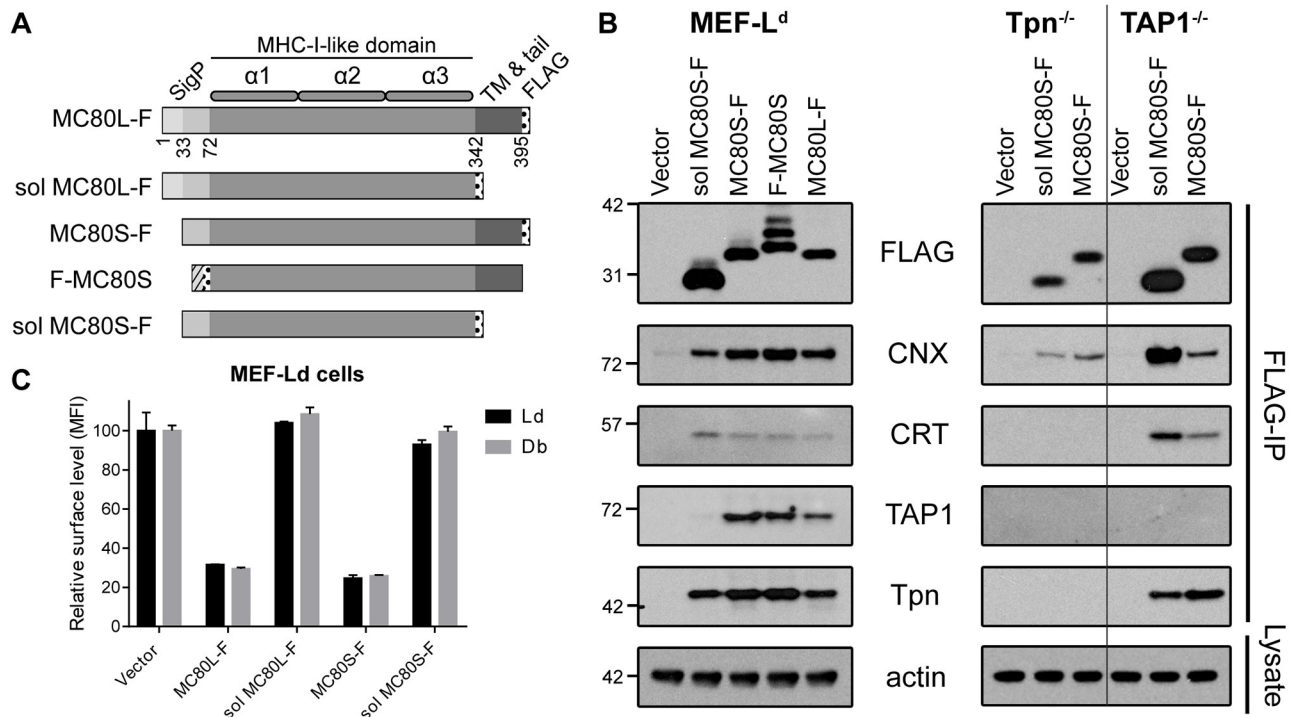 A
MHC-I-like domain
SigP
α1 α2 α3
TM & tail
FLAG
MC80L-F
1 33 72 342 395
sol MC80L-F
MC80S-F
F-MC80S
sol MC80S-F
B
MEF-Lᵈ Tpn⁻/⁻ TAP1⁻/⁻
Vector
sol MC80S-F
MC80S-F
F-MC80S
MC80L-F
Vector
sol MC80S-F
MC80S-F
Vector
sol MC80S-F
MC80S-F
42
31
FLAG
72
CNX
57
CRT
72
TAP1
42
Tpn
42
actin
FLAG-IP
Lysate
C
MEF-Ld cells
Relative surface level (MFI)
100
80
60
40
20
0
Ld
Db
Vector
MC80L-F
sol MC80L-F
MC80S-F
sol MC80S-F